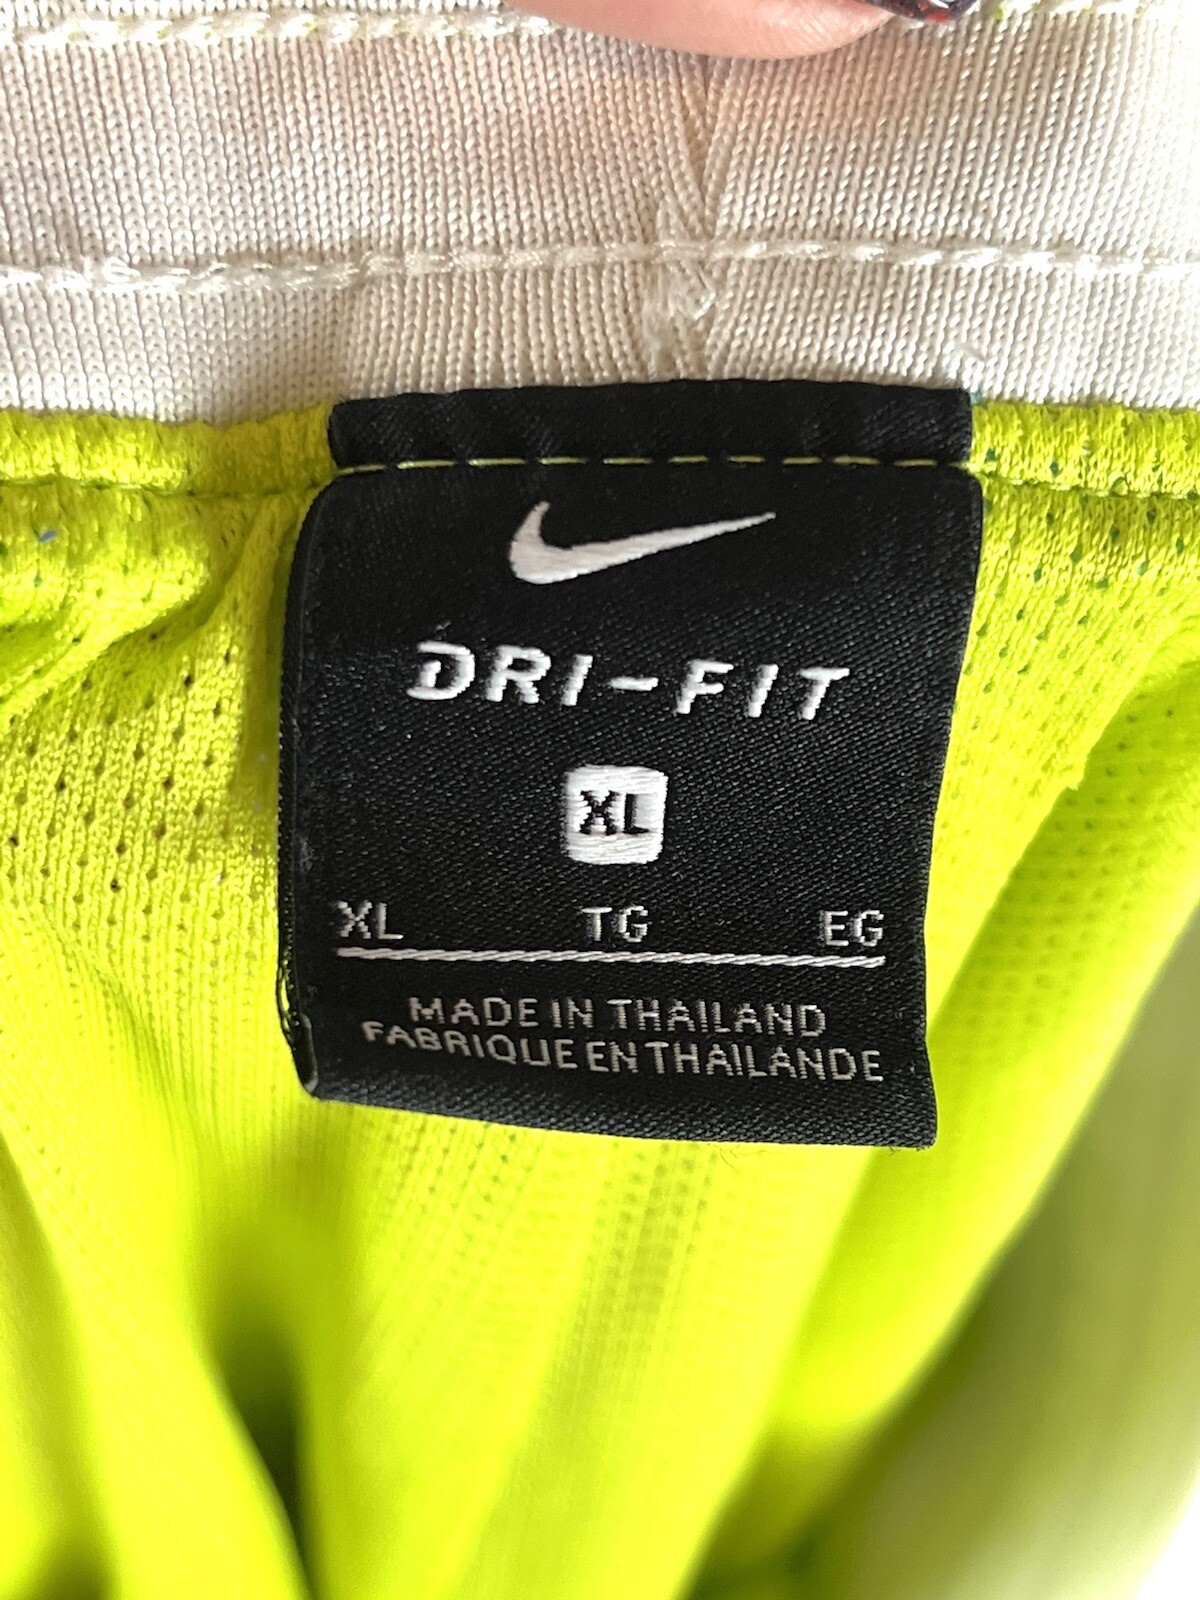 DRI-FIT
XL
XL TG EG
MADE IN THAILAND
FABRIQUE EN THAILANDE